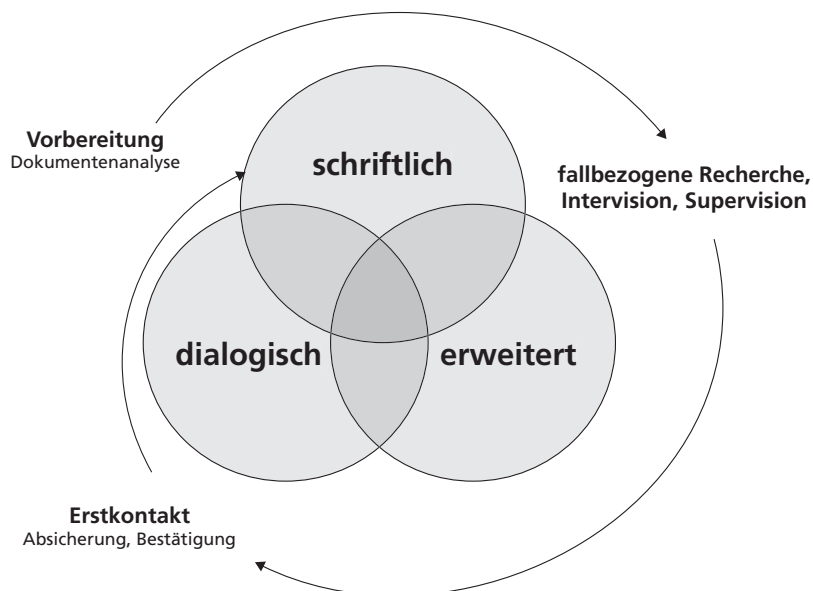 Vorbereitung
Dokumentenanalyse
schriftlich
fallbezogene Recherche,
Intervision, Supervision
dialogisch
erweitert
Erstkontakt
Absicherung, Bestätigung